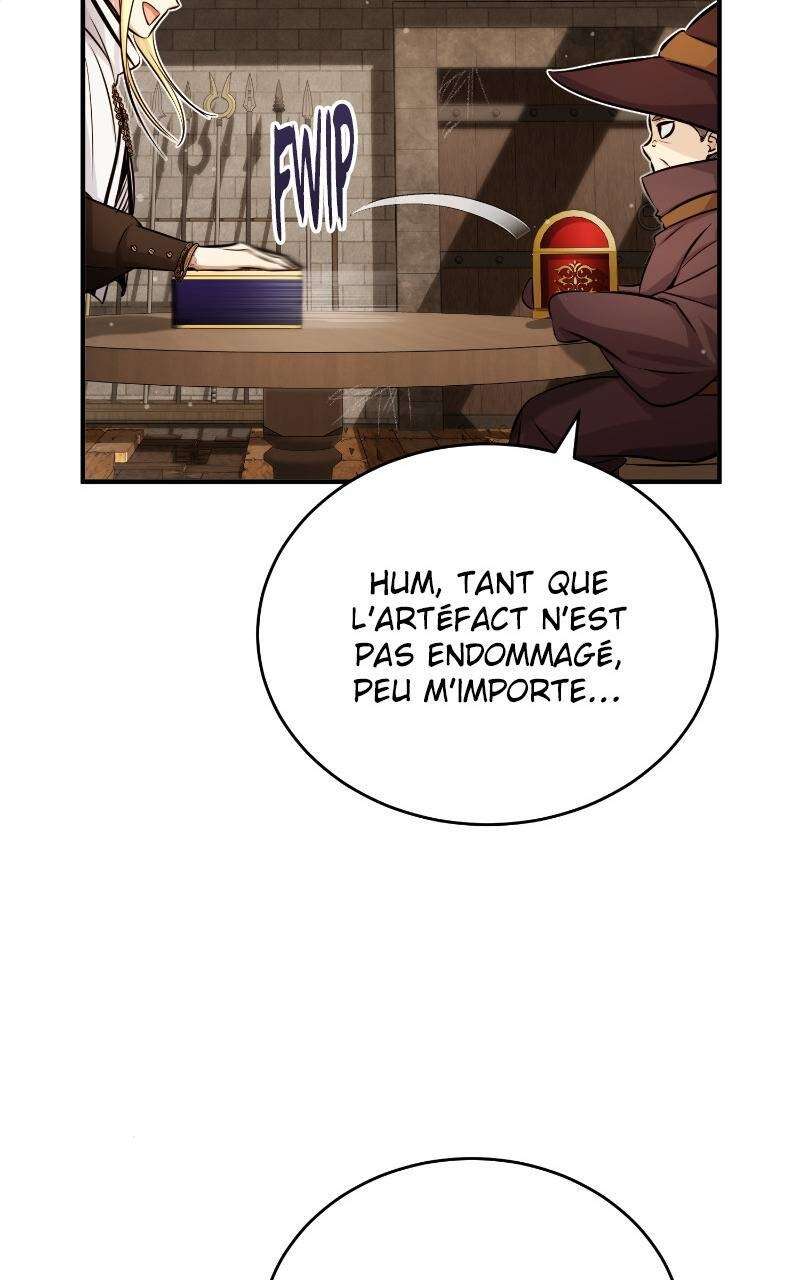 FWIP
HUM, TANT QUE
L'ARTÉFACT N'EST
PAS ENDOMMAGÉ,
PEU M'IMPORTE...